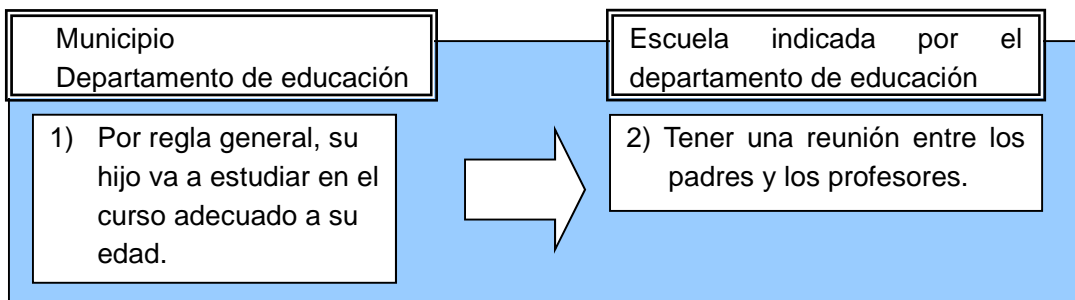 Municipio
Departamento de educación
Escuela indicada por el
departamento de educación
1) Por regla general, su
hijo va a estudiar en el
curso adecuado a su
edad.
2) Tener una reunión entre los
padres y los profesores.